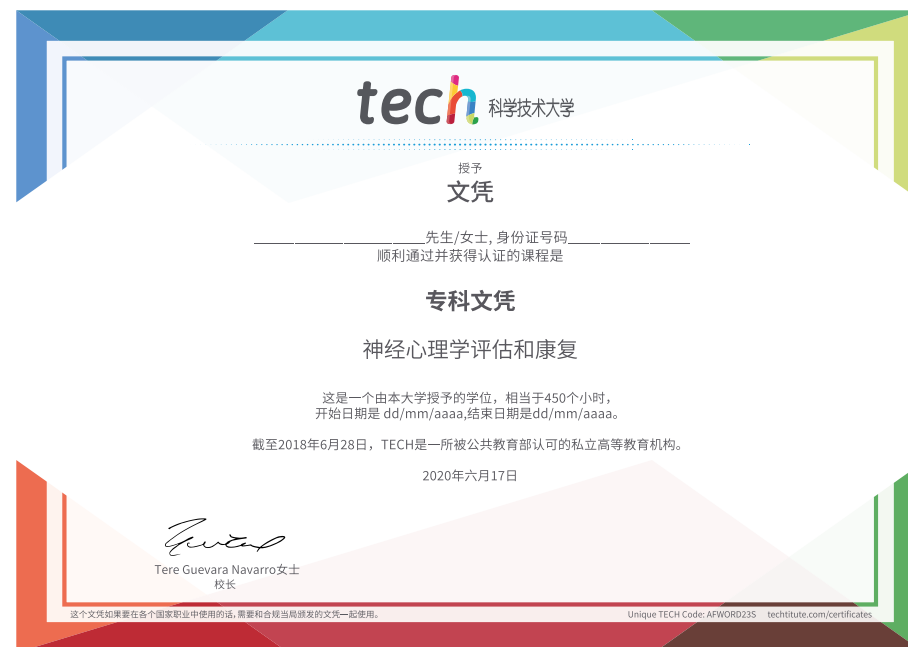 tech 科学技术大学
授予
文凭
____________________先生/女士, 身份证号码______________
顺利通过并获得认证的课程是
专科文凭
神经心理学评估和康复
这是一个由本大学授予的学位，相当于450个小时，
开始日期是 dd/mm/aaaa,结束日期是dd/mm/aaaa。
截至2018年6月28日，TECH是一所被公共教育部认可的私立高等教育机构。
2020年六月17日
Tere Guevara Navarro女士
校长
这个文凭如果要在各个国家职业中使用的话,需要和合规当局颁发的文凭一起使用。
Unique TECH Code: AFWORD23S techtitute.com/certificates